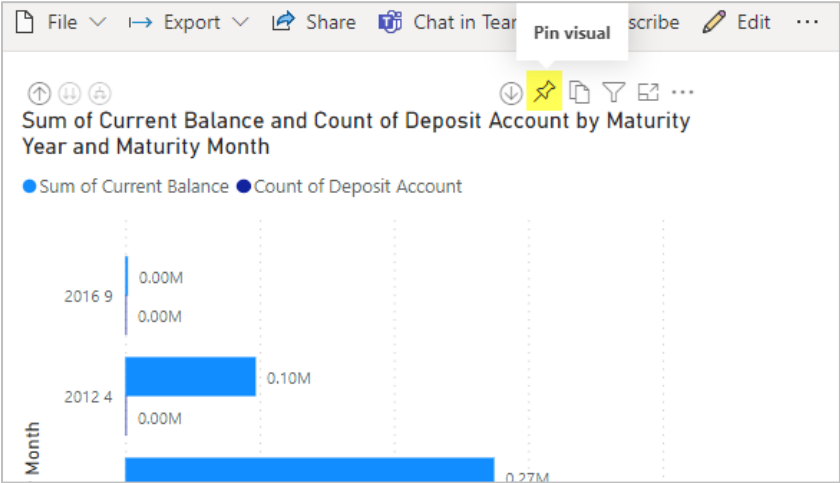 File Export Share Chat in Tear scribe Edit
Pin visual
Sum of Current Balance and Count of Deposit Account by Maturity
Year and Maturity Month
Sum of Current Balance Count of Deposit Account
0.00M
2016 9
0.00M
0.10M
2012 4
0.00M
Month
0.27M